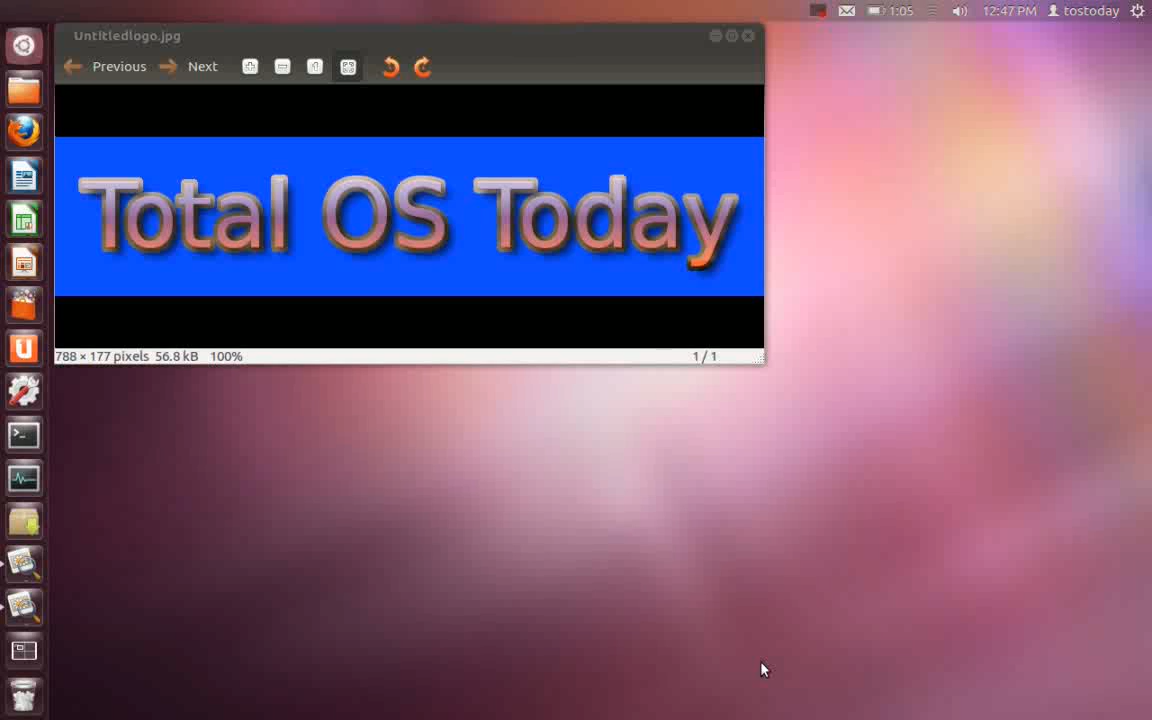 1:05 12:47 PM tostoday
Untitledlogo.jpg
Previous Next
Total OS Today
788 × 177 pixels 56.8 kB 100% 1 / 1